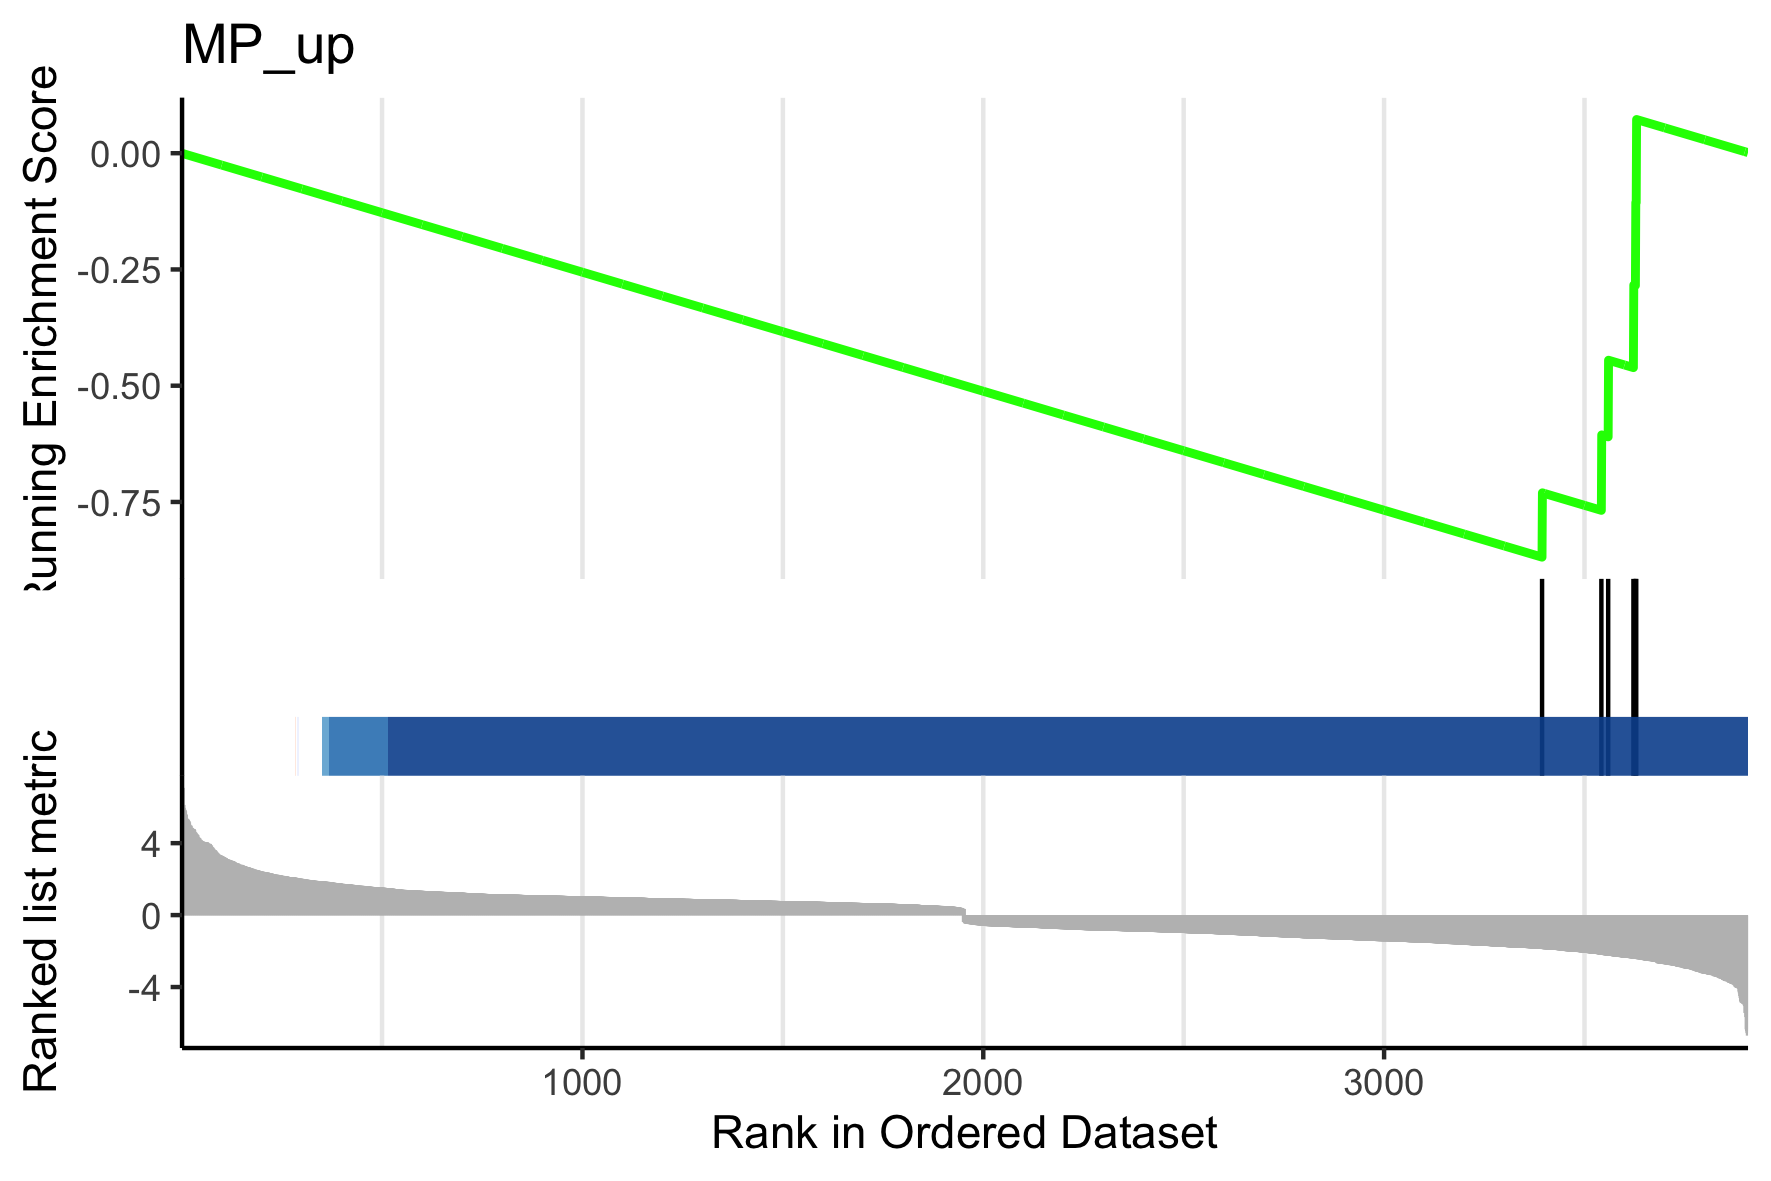 MP_up
Running Enrichment Score
0.00
-0.25
-0.50
-0.75
Ranked list metric
4
0
-4
1000
2000
3000
Rank in Ordered Dataset